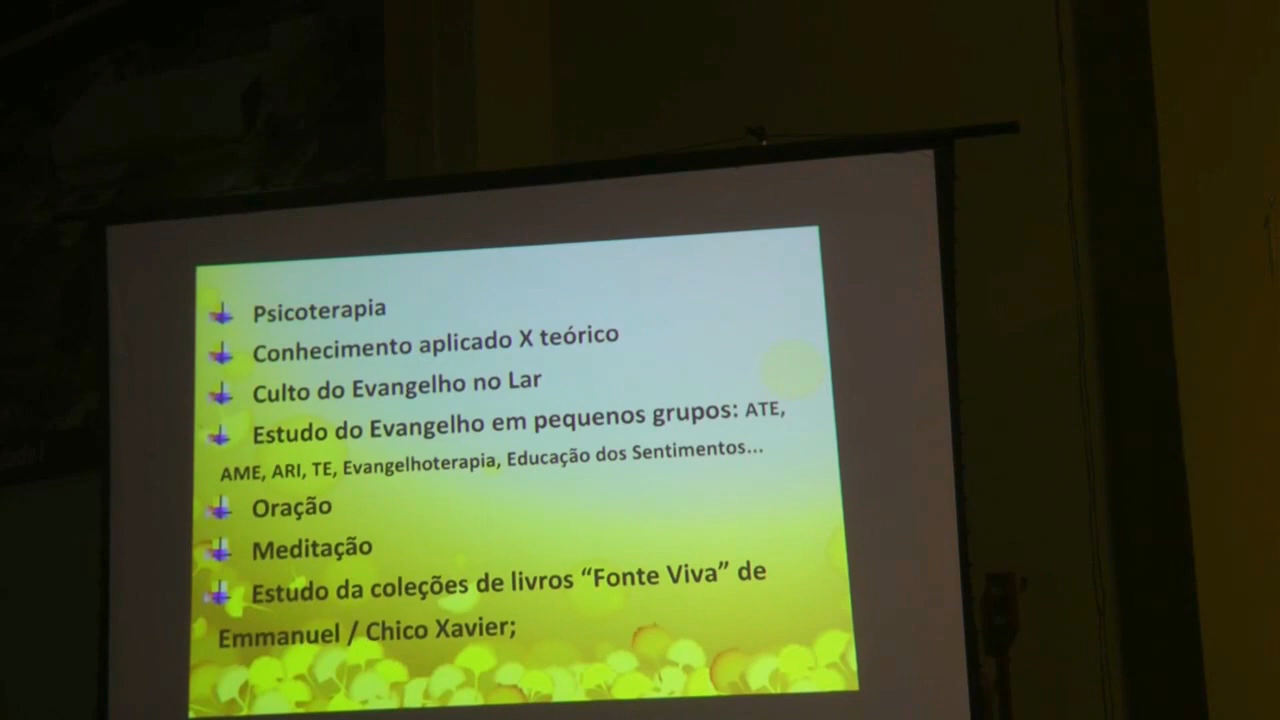 Psicoterapia
Conhecimento aplicado X teórico
Culto do Evangelho no Lar
Estudo do Evangelho em pequenos grupos: ATE,
AME, ARI, TE, Evangelhoterapia, Educação dos Sentimentos...
Oração
Meditação
Estudo da coleções de livros “Fonte Viva” de
Emmanuel / Chico Xavier;